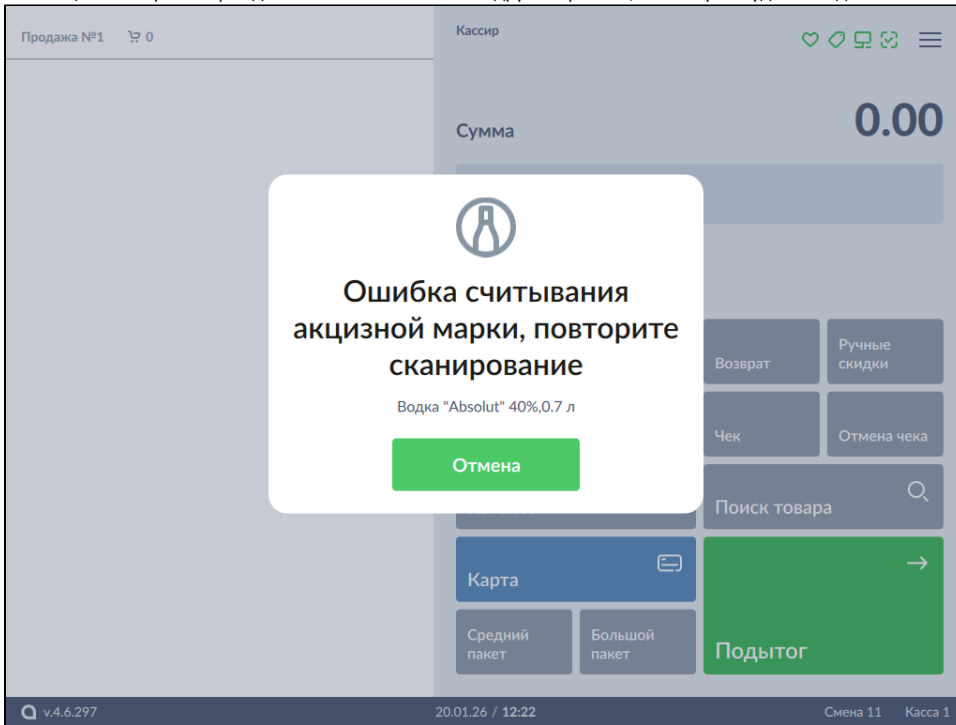 Продажа №1 0
Кассир
Сумма 0.00
Ошибка считывания
акцизной марки, повторите
сканирование
Водка "Absolut" 40%,0.7 л
Отмена
Возврат
Ручные
скидки
Чек
Отмена чека
Поиск товара
Карта
Средний
пакет
Большой
пакет
Подытог
v.4.6.297
20.01.26 / 12:22
Смена 11 Касса 1